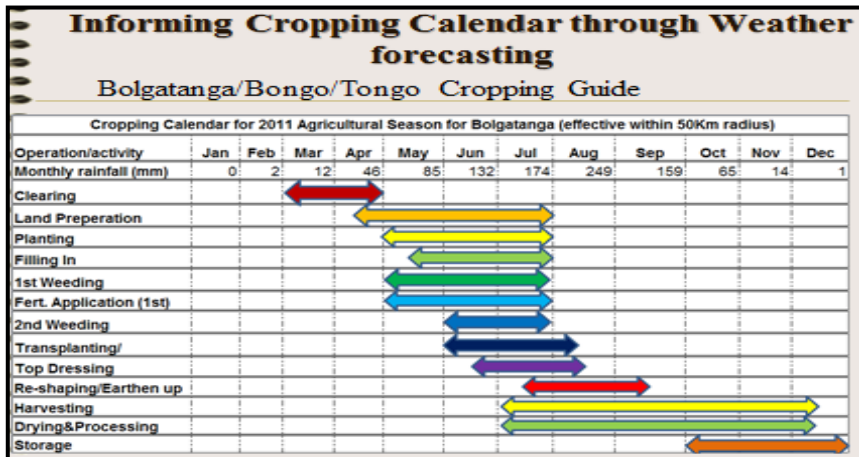 Informing Cropping Calendar through Weather
forecasting
Bolgatanga/Bongo/Tongo Cropping Guide
Cropping Calendar for 2011 Agricultural Season for Bolgatanga (effective within 50Km radius)
Operation/activity Jan Feb Mar Apr May Jun Jul Aug Sep Oct Nov Dec
Monthly rainfall (mm) 0 2 12 46 85 132 174 249 159 65 14 1
Clearing
Land Preperation
Planting
Filling In
1st Weeding
Fert. Application (1st)
2nd Weeding
Transplanting/
Top Dressing
Re-shaping/Earthen up
Harvesting
Drying&Processing
Storage